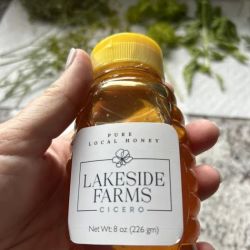 PURE
LOCAL HONEY
LAKESIDE
FARMS
CICERO
Net Wt: 8 oz (226 gm)